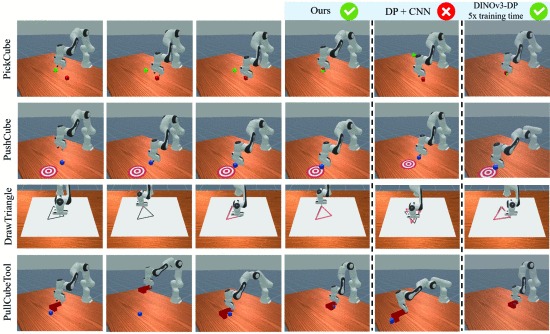 Ours
DP + CNN
DINOv3-DP
5x training time
PickCube
PushCube
DrawTriangle
PullCubeTool